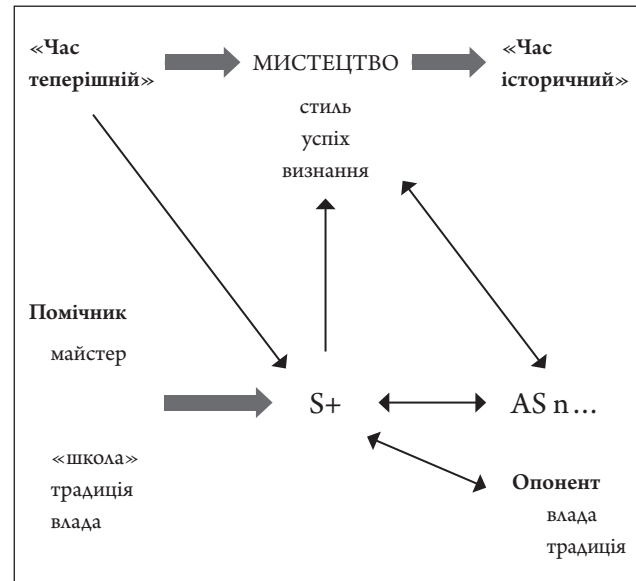 «Час
теперішній»
МИСТЕЦТВО
«Час
історичний»
стиль
успіх
визнання
Помічник
майстер
S+
AS n…
«школа»
традиція
влада
Опонент
влада
традиція